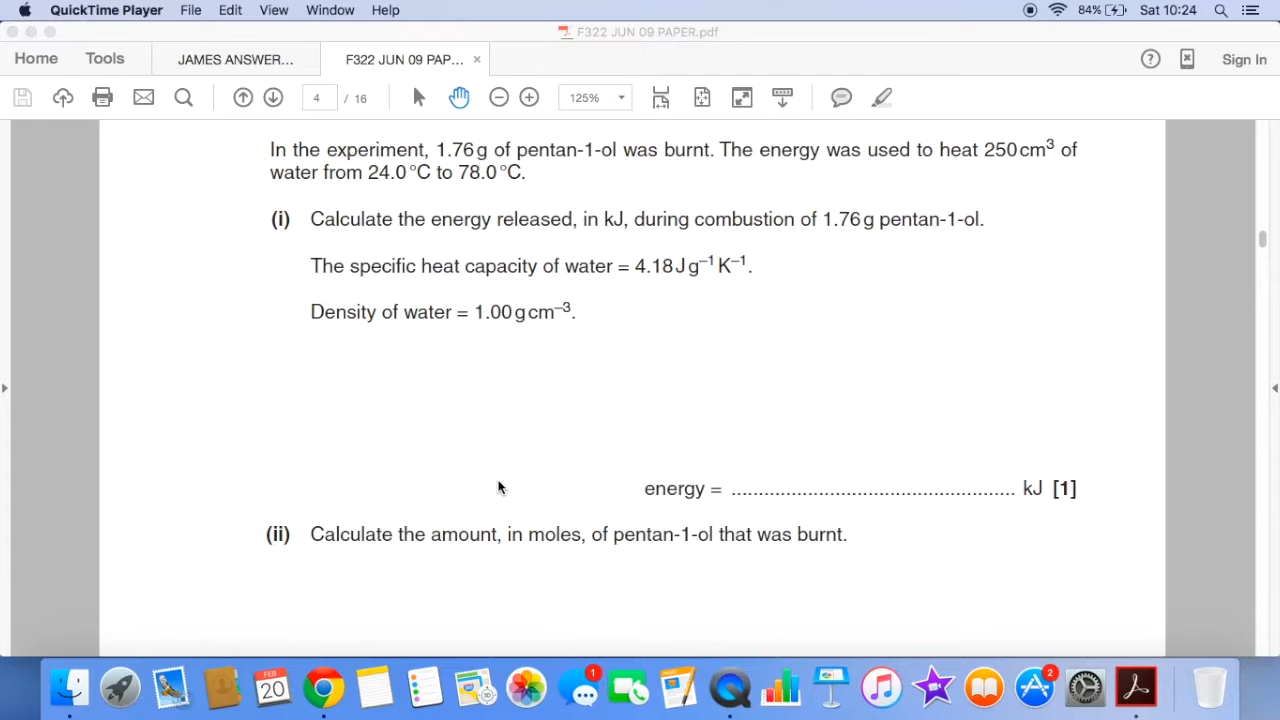 QuickTime Player File Edit View Window Help 84% Sat 10:24
F322 JUN 09 PAPER.pdf
Home Tools JAMES ANSWER... F322 JUN 09 PAP... × Sign In
4 / 16 125%
In the experiment, 1.76 g of pentan-1-ol was burnt. The energy was used to heat 250 cm³ of
water from 24.0 °C to 78.0 °C.
(i) Calculate the energy released, in kJ, during combustion of 1.76 g pentan-1-ol.
The specific heat capacity of water = 4.18 J g⁻¹ K⁻¹.
Density of water = 1.00 g cm⁻³.
energy = .................................................... kJ [1]
(ii) Calculate the amount, in moles, of pentan-1-ol that was burnt.
FEB
20
1
2